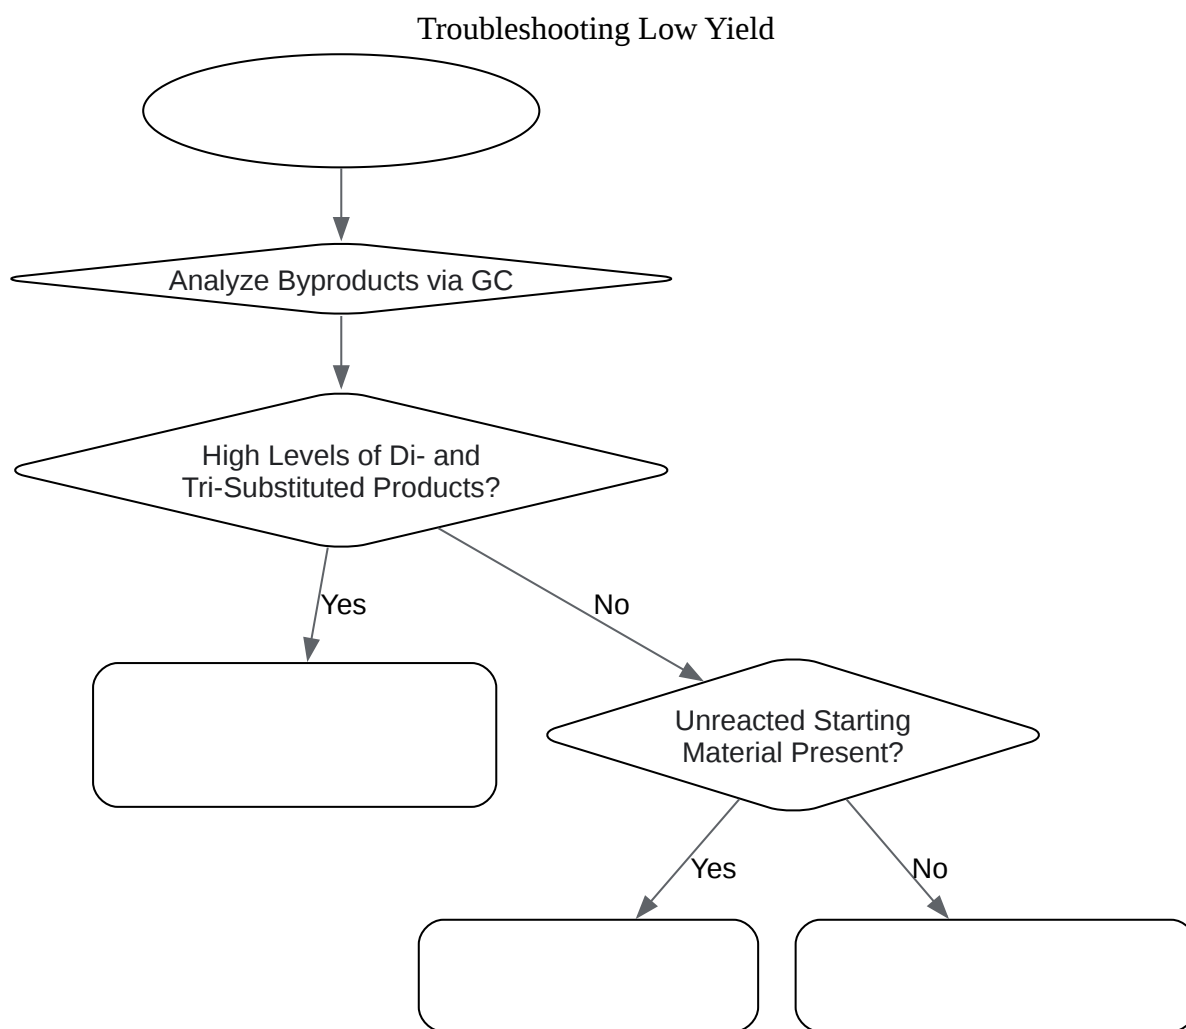 Troubleshooting Low Yield
Analyze Byproducts via GC
High Levels of Di- and
Tri-Substituted Products?
Yes
No
Unreacted Starting
Material Present?
Yes
No